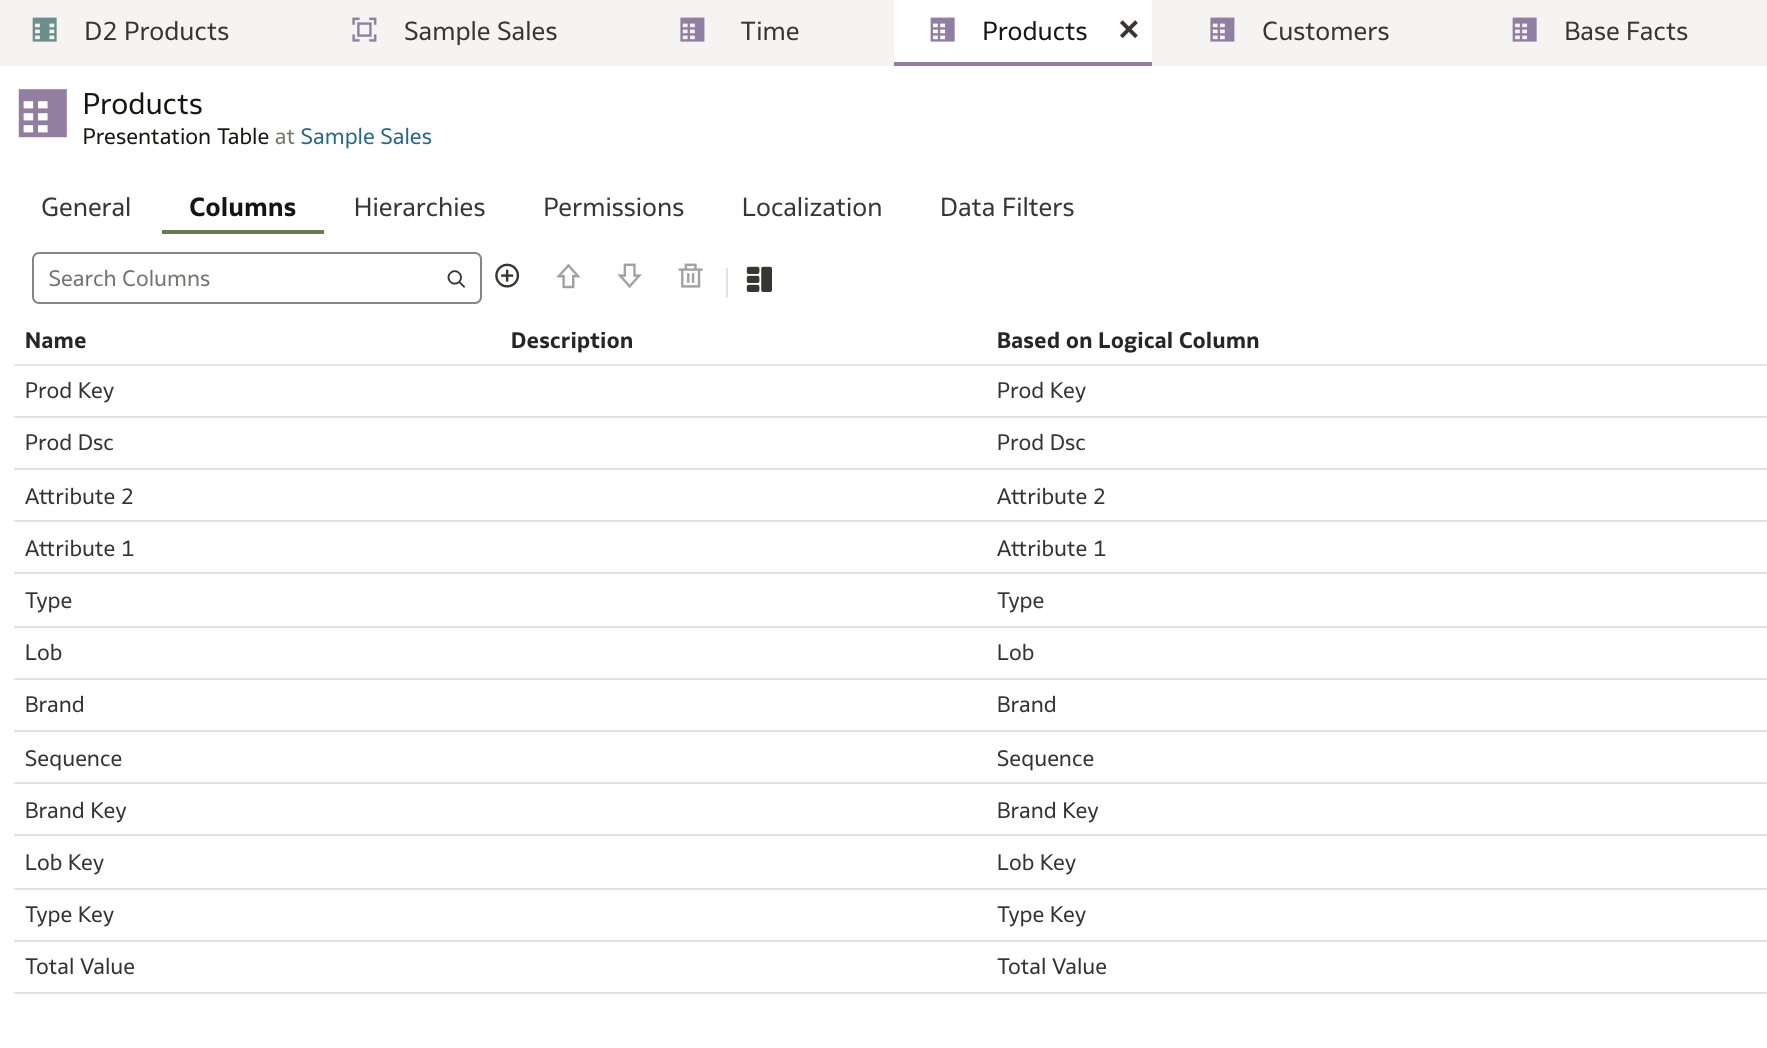 D2 Products Sample Sales Time Products Customers Base Facts
Products
Presentation Table at Sample Sales
General Columns Hierarchies Permissions Localization Data Filters
Search Columns
Name Description Based on Logical Column
Prod Key Prod Key
Prod Dsc Prod Dsc
Attribute 2 Attribute 2
Attribute 1 Attribute 1
Type Type
Lob Lob
Brand Brand
Sequence Sequence
Brand Key Brand Key
Lob Key Lob Key
Type Key Type Key
Total Value Total Value